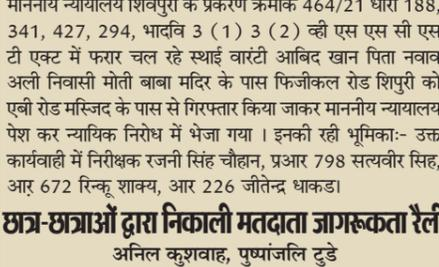 माननीय न्यायालय शिवपुरी के प्रकरण क्रमांक 464/21 धारा 188,
341, 427, 294, भादवि 3 (1) 3 (2) व्ही एस एस सी एस
टी एक्ट में फरार चल रहे स्थाई वारंटी आबिद खान पिता नवाव
अली निवासी मोती बाबा मदिर के पास फिजीकल रोड शिपुरी को
एबी रोड मस्जिद के पास से गिरफ्तार किया जाकर माननीय न्यायालय
पेश कर न्यायिक निरोध में भेजा गया । इनकी रही भूमिकाः- उक्त
कार्यवाही में निरीक्षक रजनी सिंह चौहान, प्रआर 798 सत्यवीर सिह,
आर् 672 रिन्कू शाक्य, आर 226 जीतेन्द्र धाकड।
छात्र-छात्राओं द्वारा निकाली मतदाता जागरूकता रैली
अनिल कुशवाह, पुष्पांजलि टुडे